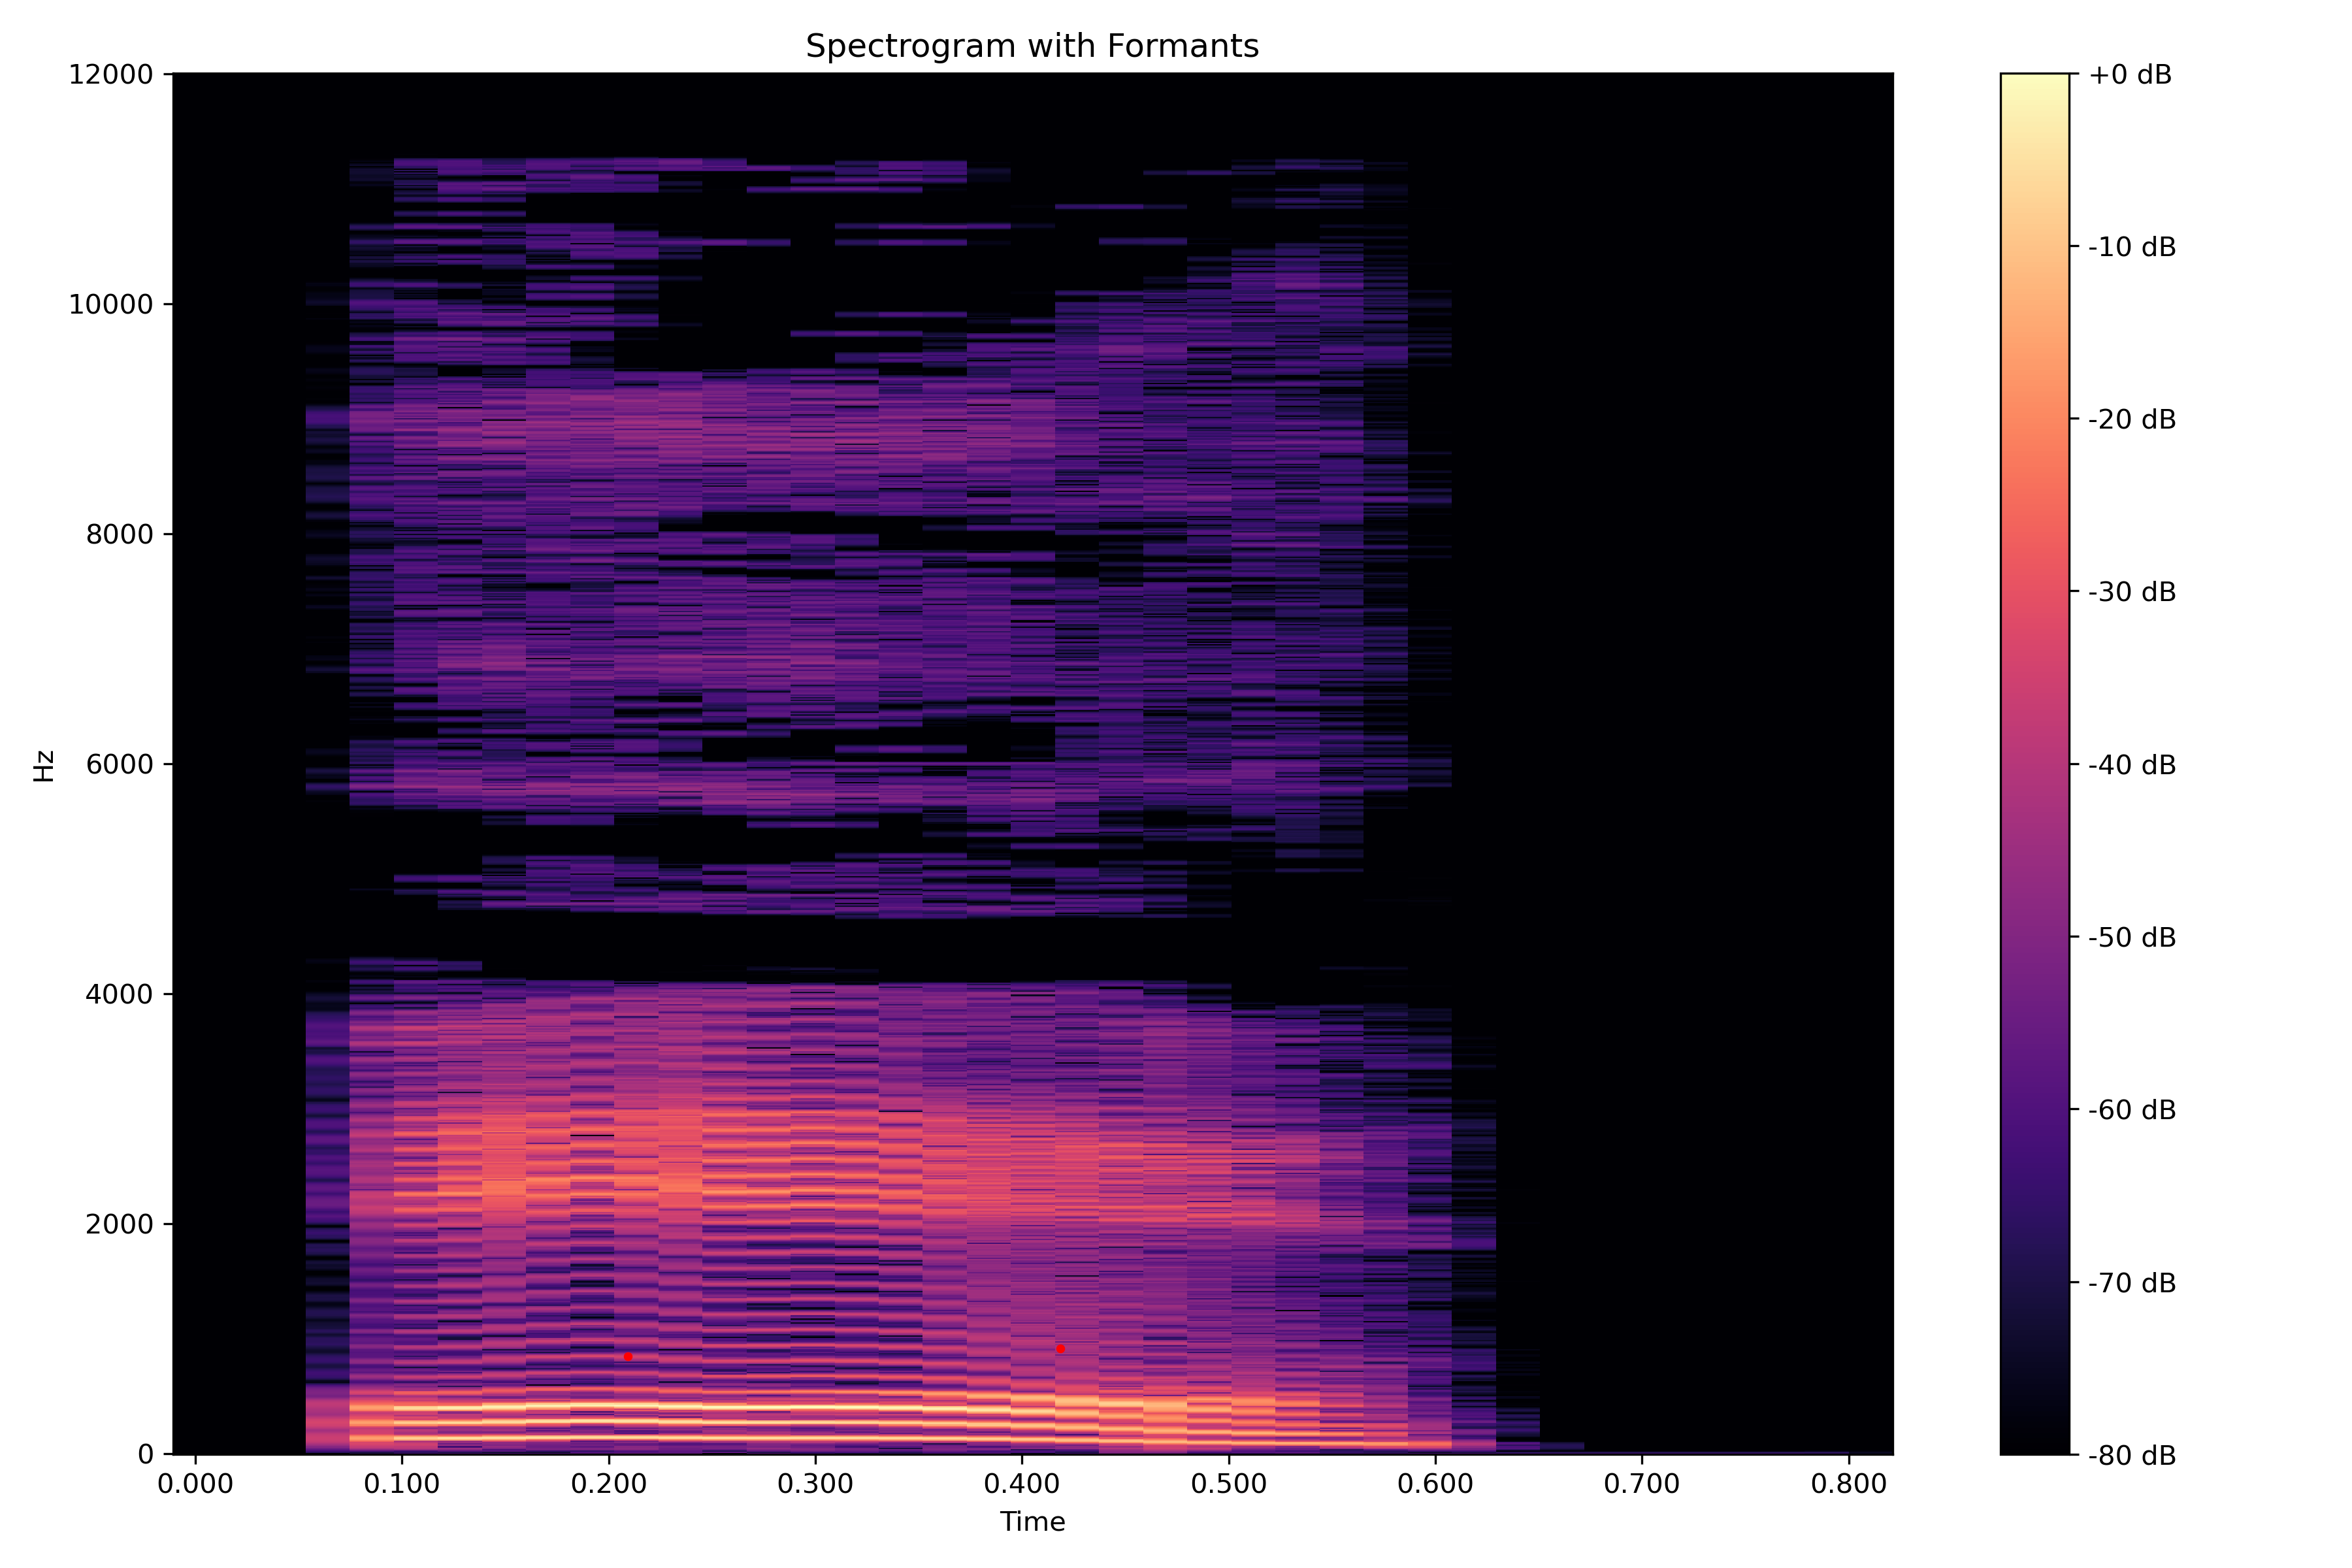 Spectrogram with Formants
12000
10000
8000
6000
4000
2000
0
Hz
0.000 0.100 0.200 0.300 0.400 0.500 0.600 0.700 0.800
Time
+0 dB
-10 dB
-20 dB
-30 dB
-40 dB
-50 dB
-60 dB
-70 dB
-80 dB